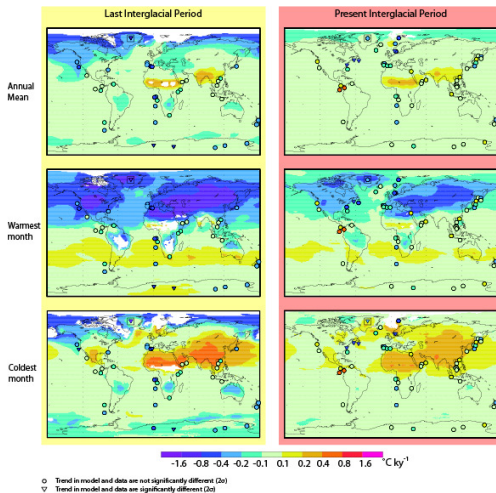 Last Interglacial Period
Present Interglacial Period
Annual
Mean
Warmest
month
Coldest
month
-1.6 -0.8 -0.4 -0.2 -0.1 0.1 0.2 0.4 0.8 1.6 °C ky⁻¹
Trend in model and data are not significantly different (2σ)
Trend in model and data are significantly different (2σ)